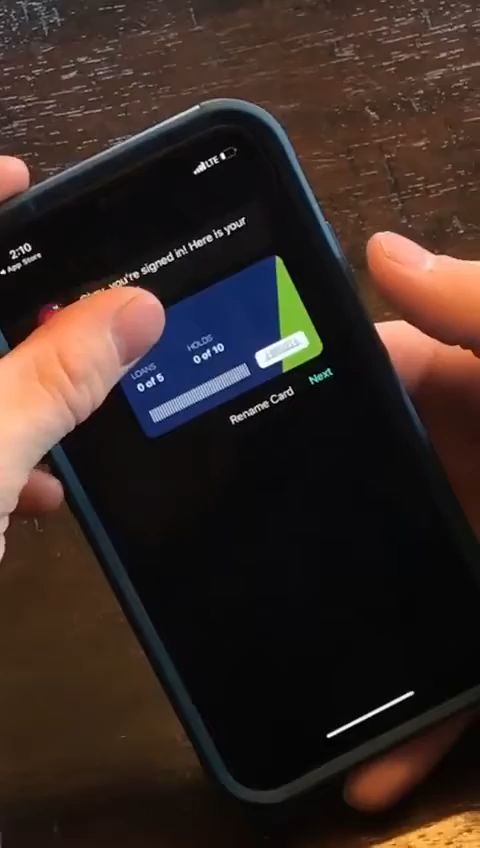 LTE
2:10
App Store
you're signed in! Here is your
LOANS
HOLDS
0 of 5
0 of 10
Rename Card
Next